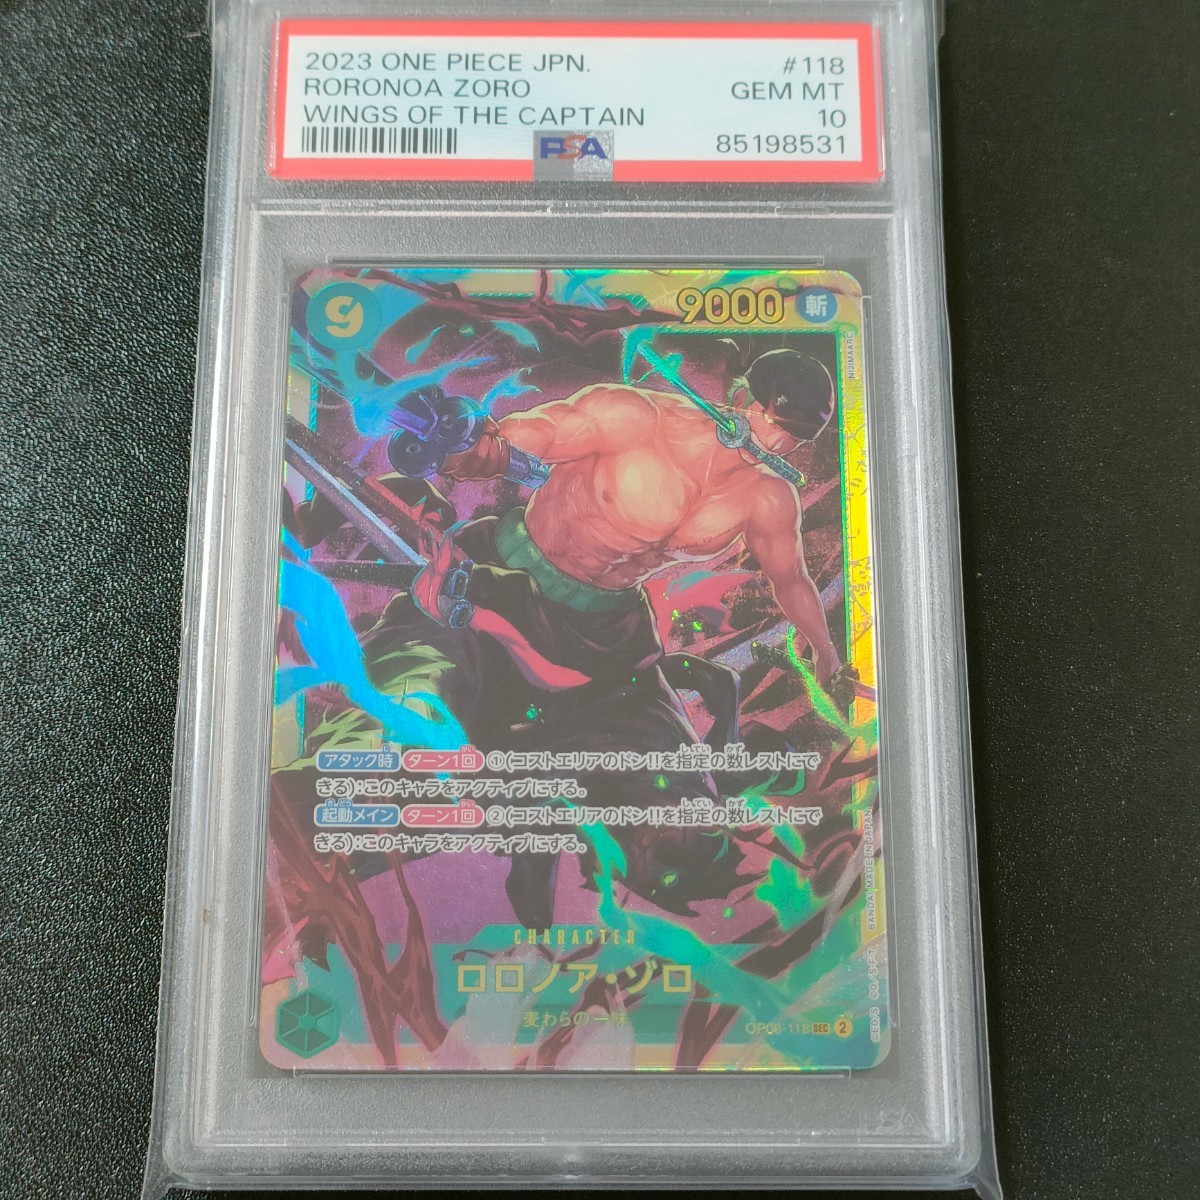 2023 ONE PIECE JPN. #118
RORONOA ZORO GEM MT
WINGS OF THE CAPTAIN 10
PSA 85198531
9 9000 斬
NIJIMAARC
アタック時 ターン1回 ①(コストエリアのドン!!を指定の数レストにで
きる):このキャラをアクティブにする。
起動メイン ターン1回 ②(コストエリアのドン!!を指定の数レストにで
きる):このキャラをアクティブにする。
BANDAI MADE IN JAPAN
CHARACTER
ロロノア・ゾロ
麦わらの一味
OP06-118 SEC 2